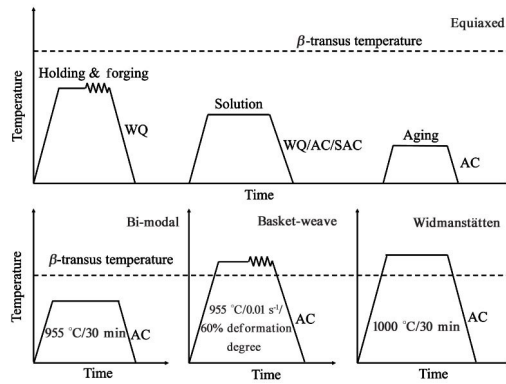 Equiaxed
β-transus temperature
Holding & forging
WQ
Solution
WQ/AC/SAC
Aging
AC
Temperature
Time
Bi-modal
β-transus temperature
955 °C/30 min
AC
Temperature
Time
Basket-weave
955 °C/0.01 s⁻¹/
60% deformation
degree
AC
Time
Widmanstätten
1000 °C/30 min
AC
Time